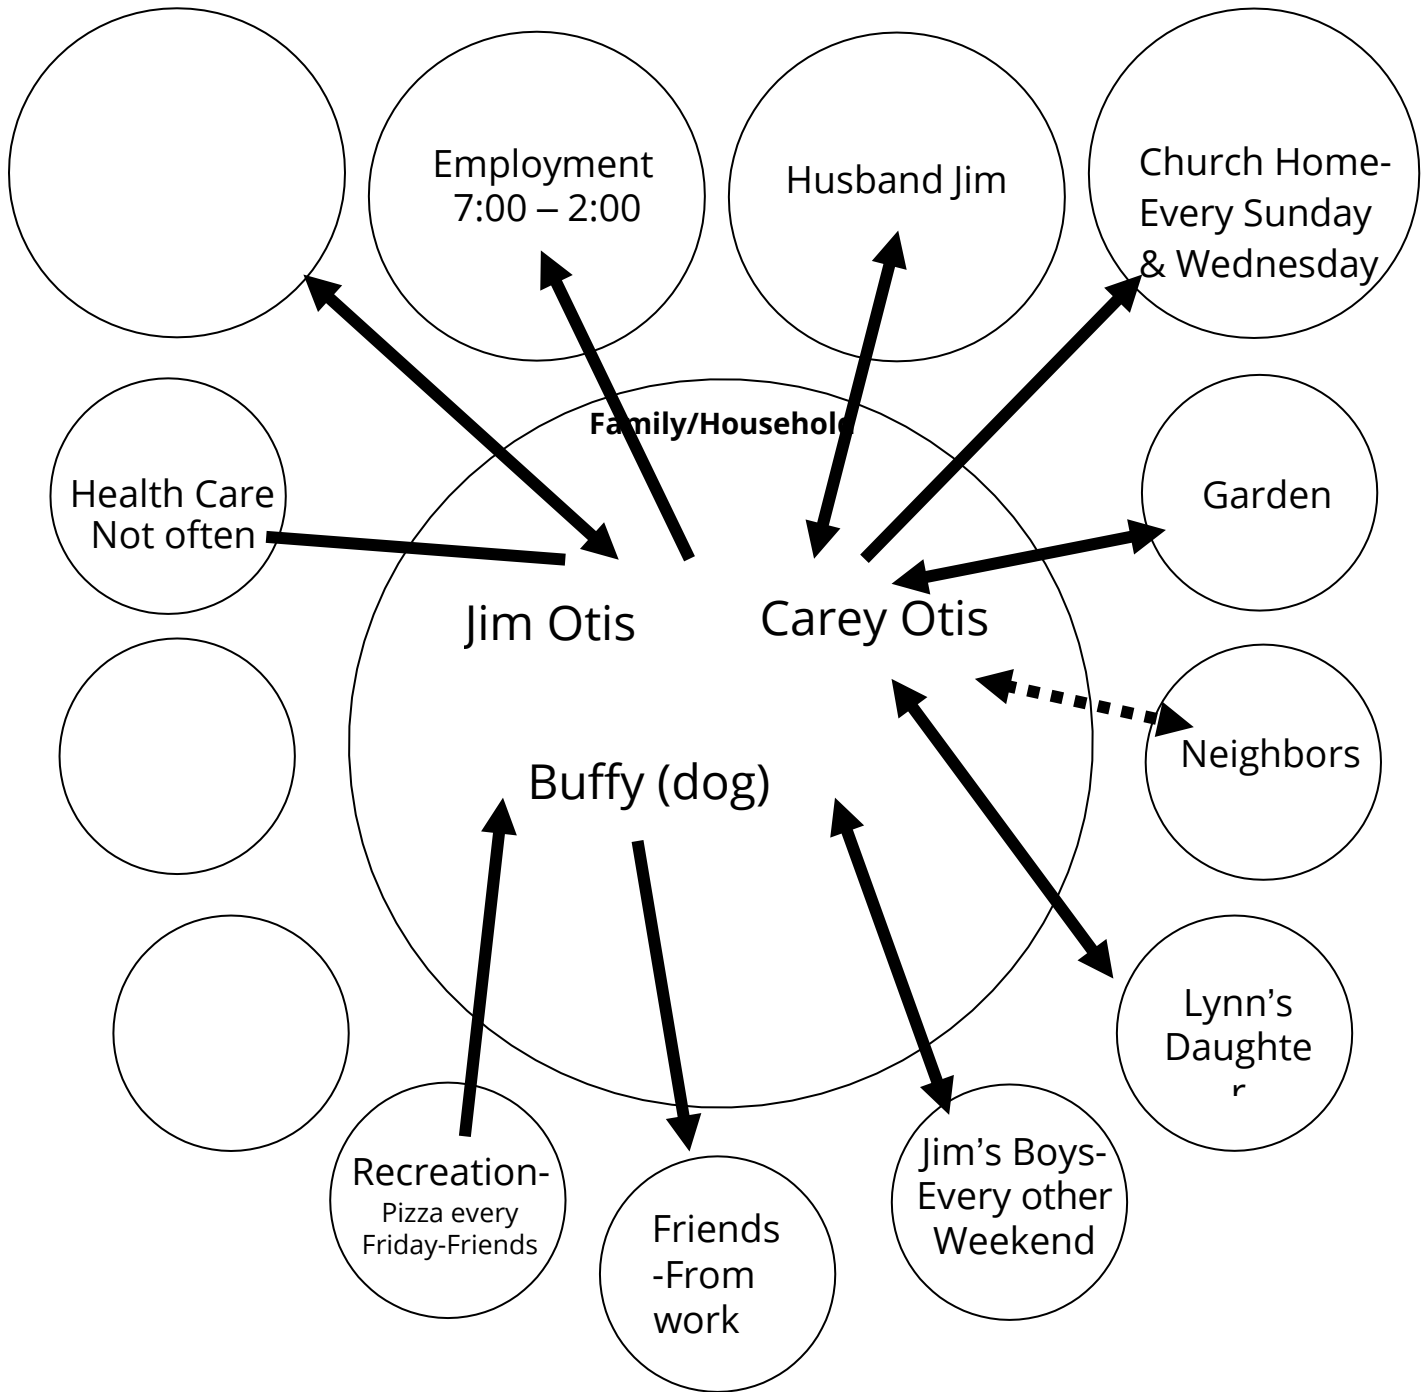 Employment
7:00 – 2:00
Husband Jim
Church Home-
Every Sunday
& Wednesday
Family/Household
Health Care
Not often
Garden
Jim Otis
Carey Otis
Neighbors
Buffy (dog)
Lynn’s
Daughte
r
Recreation-
Pizza every
Friday-Friends
Friends
-From
work
Jim’s Boys-
Every other
Weekend